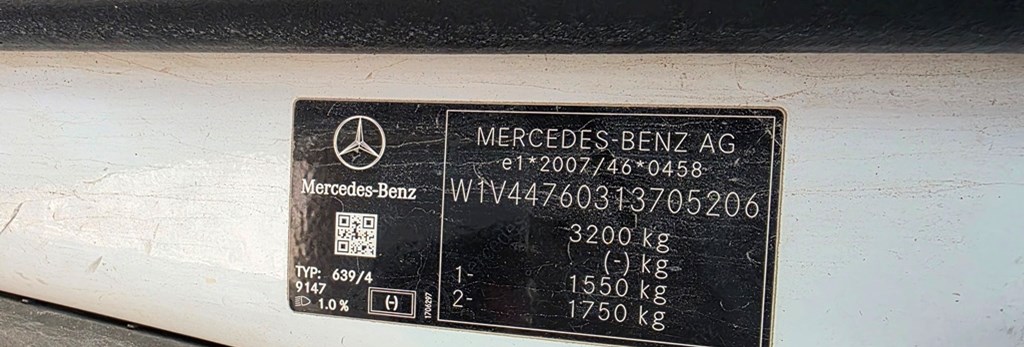 Mercedes-Benz
TYP: 639/4
9147
1.0 %
(-)
1706297
MERCEDES-BENZ AG
e1*2007/46*0458
W1V44760313705206
3200 kg
(-) kg
1- 1550 kg
2- 1750 kg